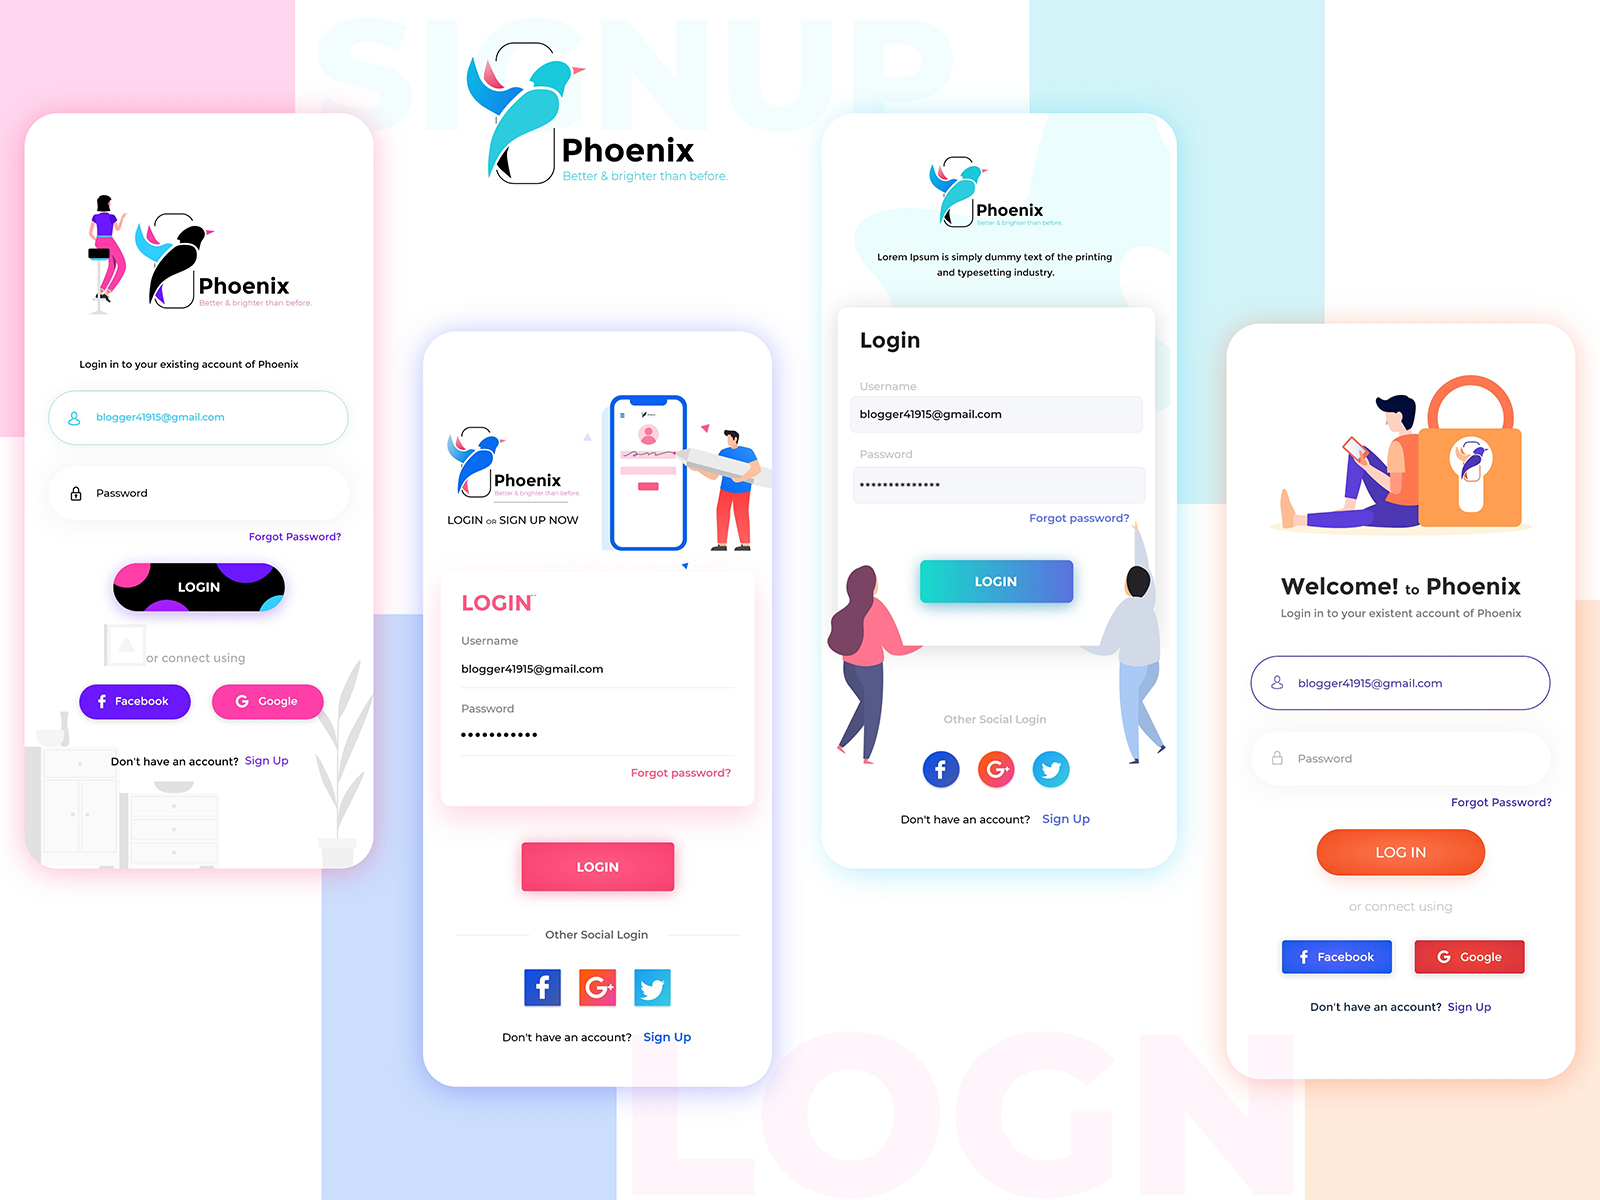 SIGNUP
Phoenix
Better & brighter than before.
Phoenix
Better & brighter than before.
Login in to your existing account of Phoenix
blogger41915@gmail.com
Password
Forgot Password?
LOGIN
or connect using
Facebook
Google
Don't have an account? Sign Up
Phoenix
Better & brighter than before.
LOGIN OR SIGN UP NOW
LOGIN
Username
blogger41915@gmail.com
Password
•••••••••••
Forgot password?
LOGIN
Other Social Login
Don't have an account? Sign Up
Phoenix
Better & brighter than before.
Lorem Ipsum is simply dummy text of the printing
and typesetting industry.
Login
Username
blogger41915@gmail.com
Password
**************
Forgot password?
LOGIN
Other Social Login
Don't have an account? Sign Up
Welcome! to Phoenix
Login in to your existent account of Phoenix
blogger41915@gmail.com
Password
Forgot Password?
LOG IN
or connect using
Facebook
Google
Don't have an account? Sign Up
LOGN